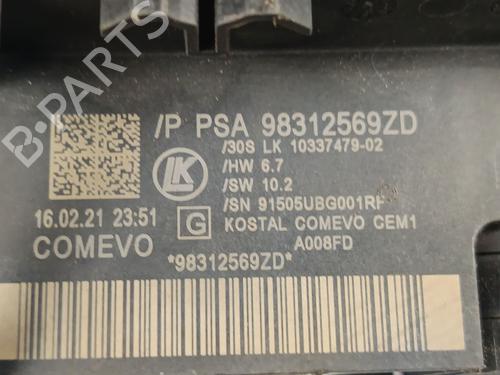 /P PSA 98312569ZD
/30S LK 10337479-02
/HW 6.7
/SW 10.2
/SN 91505UBG001RF
KOSTAL COMEVO CEM1
A008FD
LK
G
16.02.21 23:51
COMEVO
*98312569ZD*
B-PARTS